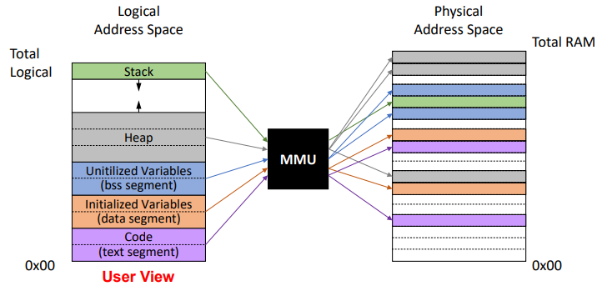 Logical
Address Space
Physical
Address Space
Total
Logical
Total RAM
Stack
Heap
MMU
Unitilized Variables
(bss segment)
Initialized Variables
(data segment)
Code
(text segment)
0x00
User View
0x00